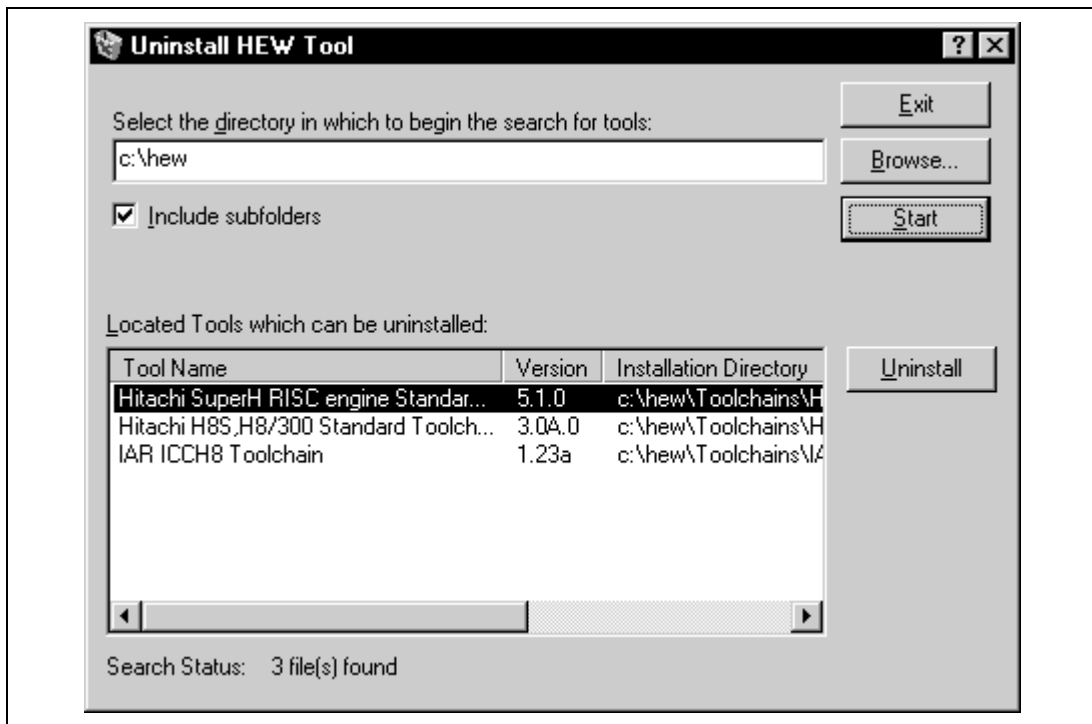 Uninstall HEW Tool
Select the directory in which to begin the search for tools:
c:\hew
Include subfolders
Exit
Browse...
Start
Located Tools which can be uninstalled:
Tool Name Version Installation Directory
Hitachi SuperH RISC engine Standar... 5.1.0 c:\hew\Toolchains\H
Hitachi H8S,H8/300 Standard Toolch... 3.0A.0 c:\hew\Toolchains\H
IAR ICCH8 Toolchain 1.23a c:\hew\Toolchains\IA
Uninstall
Search Status: 3 file(s) found